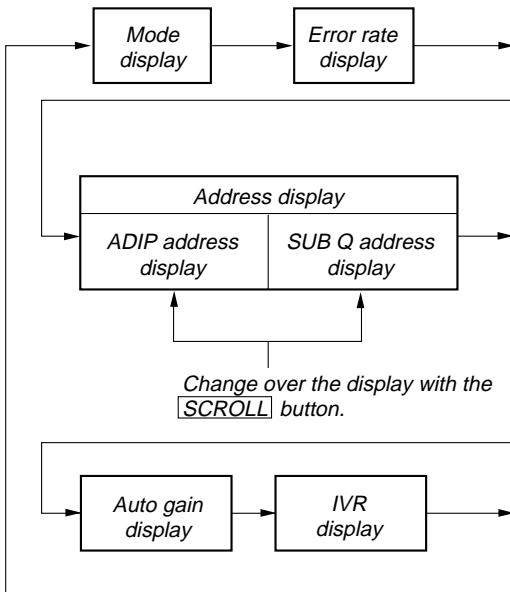 Mode
display
Error rate
display
Address display
ADIP address
display
SUB Q address
display
Change over the display with the
SCROLL button.
Auto gain
display
IVR
display